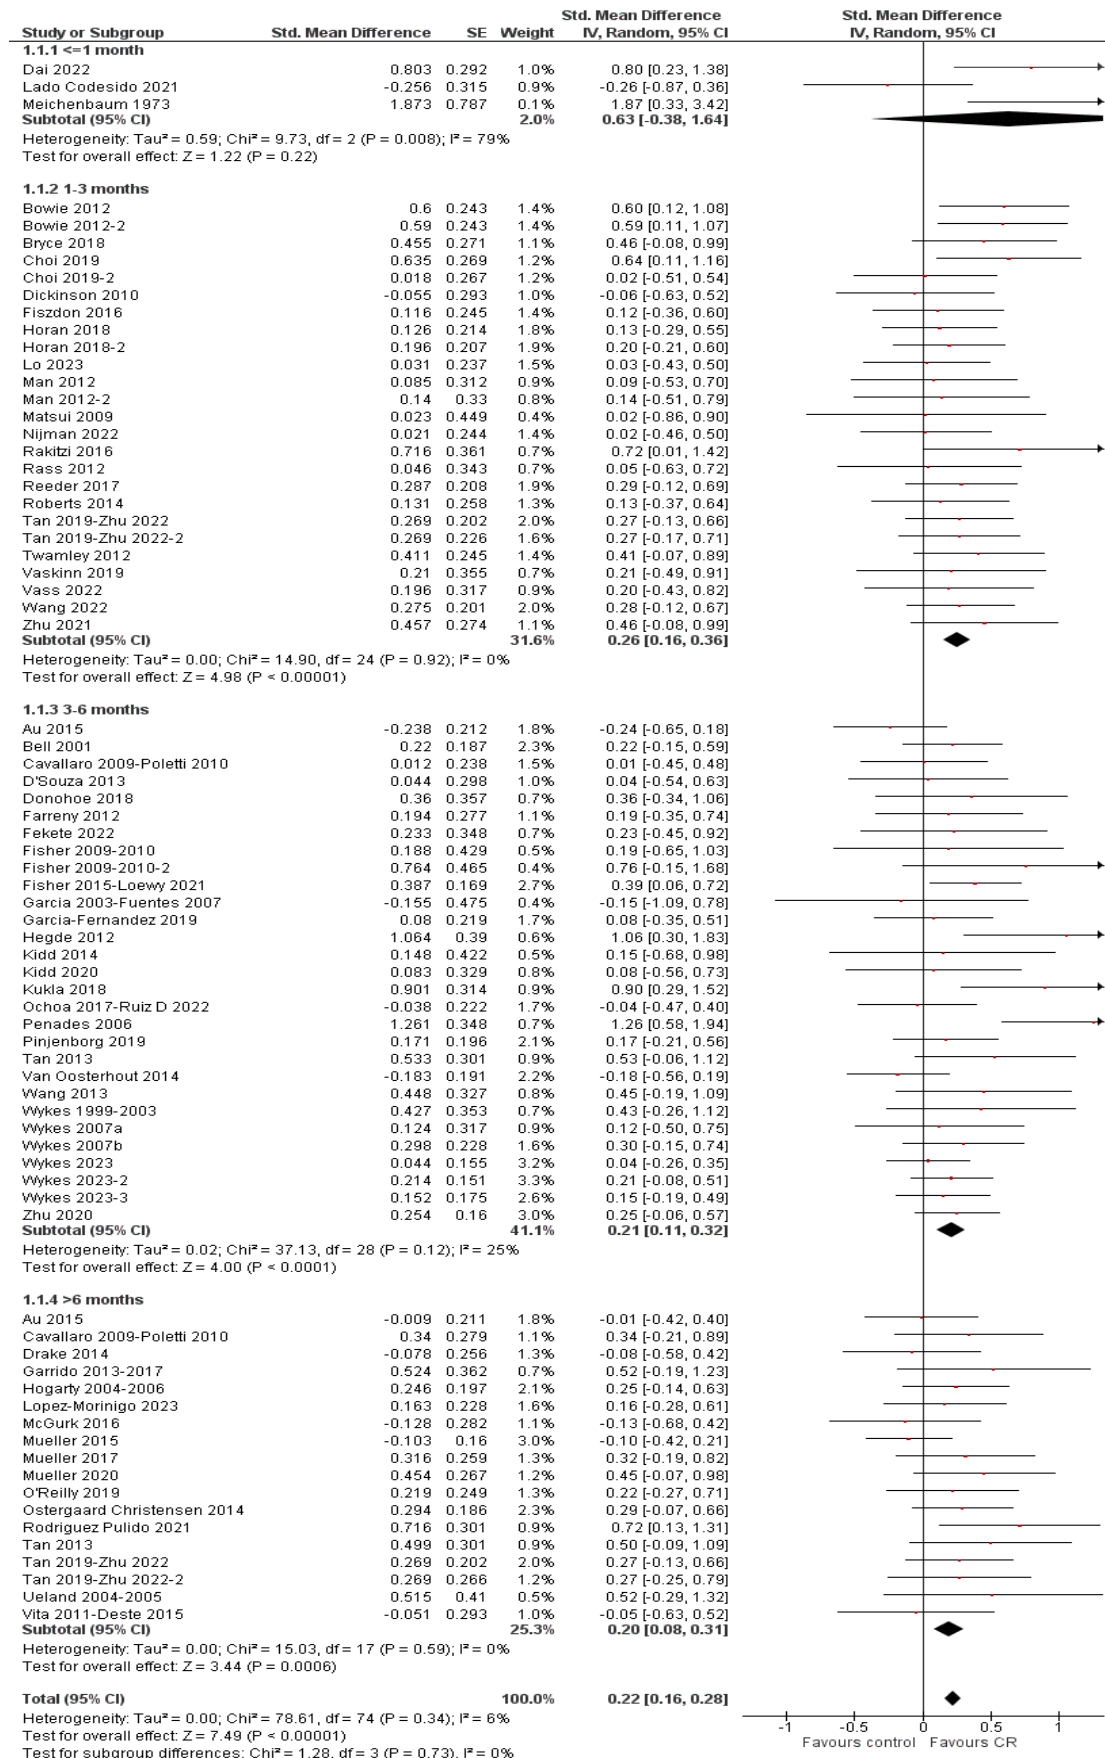 Std. Mean Difference Std. Mean Difference
Study or Subgroup Std. Mean Difference SE Weight IV, Random, 95% CI IV, Random, 95% CI
1.1.1 <=1 month
Dai 2022 0.803 0.292 1.0% 0.80 [0.23, 1.38]
Lado Codesido 2021 -0.256 0.315 0.9% -0.26 [-0.87, 0.36]
Meichenbaum 1973 1.873 0.787 0.1% 1.87 [0.33, 3.42]
Subtotal (95% CI) 2.0% 0.63 [-0.38, 1.64]
Heterogeneity: Tau² = 0.59; Chi² = 9.73, df = 2 (P = 0.008); I² = 79%
Test for overall effect: Z = 1.22 (P = 0.22)
1.1.2 1-3 months
Bowie 2012 0.6 0.243 1.4% 0.60 [0.12, 1.08]
Bowie 2012-2 0.59 0.243 1.4% 0.59 [0.11, 1.07]
Bryce 2018 0.455 0.271 1.1% 0.46 [-0.08, 0.99]
Choi 2019 0.635 0.269 1.2% 0.64 [0.11, 1.16]
Choi 2019-2 0.018 0.267 1.2% 0.02 [-0.51, 0.54]
Dickinson 2010 -0.055 0.293 1.0% -0.06 [-0.63, 0.52]
Fiszdon 2016 0.116 0.245 1.4% 0.12 [-0.36, 0.60]
Horan 2018 0.126 0.214 1.8% 0.13 [-0.29, 0.55]
Horan 2018-2 0.196 0.207 1.9% 0.20 [-0.21, 0.60]
Lo 2023 0.031 0.237 1.5% 0.03 [-0.43, 0.50]
Man 2012 0.085 0.312 0.9% 0.09 [-0.53, 0.70]
Man 2012-2 0.14 0.33 0.8% 0.14 [-0.51, 0.79]
Matsui 2009 0.023 0.449 0.4% 0.02 [-0.86, 0.90]
Nijman 2022 0.021 0.244 1.4% 0.02 [-0.46, 0.50]
Rakitzi 2016 0.716 0.361 0.7% 0.72 [0.01, 1.42]
Rass 2012 0.046 0.343 0.7% 0.05 [-0.63, 0.72]
Reeder 2017 0.287 0.208 1.9% 0.29 [-0.12, 0.69]
Roberts 2014 0.131 0.258 1.3% 0.13 [-0.37, 0.64]
Tan 2019-Zhu 2022 0.269 0.202 2.0% 0.27 [-0.13, 0.66]
Tan 2019-Zhu 2022-2 0.269 0.226 1.6% 0.27 [-0.17, 0.71]
Twamley 2012 0.411 0.245 1.4% 0.41 [-0.07, 0.89]
Vaskinn 2019 0.21 0.355 0.7% 0.21 [-0.49, 0.91]
Vass 2022 0.196 0.317 0.9% 0.20 [-0.43, 0.82]
Wang 2022 0.275 0.201 2.0% 0.28 [-0.12, 0.67]
Zhu 2021 0.457 0.274 1.1% 0.46 [-0.08, 0.99]
Subtotal (95% CI) 31.6% 0.26 [0.16, 0.36]
Heterogeneity: Tau² = 0.00; Chi² = 14.90, df = 24 (P = 0.92); I² = 0%
Test for overall effect: Z = 4.98 (P < 0.00001)
1.1.3 3-6 months
Au 2015 -0.238 0.212 1.8% -0.24 [-0.65, 0.18]
Bell 2001 0.22 0.187 2.3% 0.22 [-0.15, 0.59]
Cavallaro 2009-Poletti 2010 0.012 0.238 1.5% 0.01 [-0.45, 0.48]
D'Souza 2013 0.044 0.298 1.0% 0.04 [-0.54, 0.63]
Donohoe 2018 0.36 0.357 0.7% 0.36 [-0.34, 1.06]
Farreny 2012 0.194 0.277 1.1% 0.19 [-0.35, 0.74]
Fekete 2022 0.233 0.348 0.7% 0.23 [-0.45, 0.92]
Fisher 2009-2010 0.188 0.429 0.5% 0.19 [-0.65, 1.03]
Fisher 2009-2010-2 0.764 0.465 0.4% 0.76 [-0.15, 1.68]
Fisher 2015-Loewy 2021 0.387 0.169 2.7% 0.39 [0.06, 0.72]
Garcia 2003-Fuentes 2007 -0.155 0.475 0.4% -0.15 [-1.09, 0.78]
Garcia-Fernandez 2019 0.08 0.219 1.7% 0.08 [-0.35, 0.51]
Hegde 2012 1.064 0.39 0.6% 1.06 [0.30, 1.83]
Kidd 2014 0.148 0.422 0.5% 0.15 [-0.68, 0.98]
Kidd 2020 0.083 0.329 0.8% 0.08 [-0.56, 0.73]
Kukla 2018 0.901 0.314 0.9% 0.90 [0.29, 1.52]
Ochoa 2017-Ruiz D 2022 -0.038 0.222 1.7% -0.04 [-0.47, 0.40]
Penades 2006 1.261 0.348 0.7% 1.26 [0.58, 1.94]
Pinjenborg 2019 0.171 0.196 2.1% 0.17 [-0.21, 0.56]
Tan 2013 0.533 0.301 0.9% 0.53 [-0.06, 1.12]
Van Oosterhout 2014 -0.183 0.191 2.2% -0.18 [-0.56, 0.19]
Wang 2013 0.448 0.327 0.8% 0.45 [-0.19, 1.09]
Wykes 1999-2003 0.427 0.353 0.7% 0.43 [-0.26, 1.12]
Wykes 2007a 0.124 0.317 0.9% 0.12 [-0.50, 0.75]
Wykes 2007b 0.298 0.228 1.6% 0.30 [-0.15, 0.74]
Wykes 2023 0.044 0.155 3.2% 0.04 [-0.26, 0.35]
Wykes 2023-2 0.214 0.151 3.3% 0.21 [-0.08, 0.51]
Wykes 2023-3 0.152 0.175 2.6% 0.15 [-0.19, 0.49]
Zhu 2020 0.254 0.16 3.0% 0.25 [-0.06, 0.57]
Subtotal (95% CI) 41.1% 0.21 [0.11, 0.32]
Heterogeneity: Tau² = 0.02; Chi² = 37.13, df = 28 (P = 0.12); I² = 25%
Test for overall effect: Z = 4.00 (P < 0.0001)
1.1.4 >6 months
Au 2015 -0.009 0.211 1.8% -0.01 [-0.42, 0.40]
Cavallaro 2009-Poletti 2010 0.34 0.279 1.1% 0.34 [-0.21, 0.89]
Drake 2014 -0.078 0.256 1.3% -0.08 [-0.58, 0.42]
Garrido 2013-2017 0.524 0.362 0.7% 0.52 [-0.19, 1.23]
Hogarty 2004-2006 0.246 0.197 2.1% 0.25 [-0.14, 0.63]
Lopez-Morinigo 2023 0.163 0.228 1.6% 0.16 [-0.28, 0.61]
McGurk 2016 -0.128 0.282 1.1% -0.13 [-0.68, 0.42]
Mueller 2015 -0.103 0.16 3.0% -0.10 [-0.42, 0.21]
Mueller 2017 0.316 0.259 1.3% 0.32 [-0.19, 0.82]
Mueller 2020 0.454 0.267 1.2% 0.45 [-0.07, 0.98]
O'Reilly 2019 0.219 0.249 1.3% 0.22 [-0.27, 0.71]
Ostergaard Christensen 2014 0.294 0.186 2.3% 0.29 [-0.07, 0.66]
Rodriguez Pulido 2021 0.716 0.301 0.9% 0.72 [0.13, 1.31]
Tan 2013 0.499 0.301 0.9% 0.50 [-0.09, 1.09]
Tan 2019-Zhu 2022 0.269 0.202 2.0% 0.27 [-0.13, 0.66]
Tan 2019-Zhu 2022-2 0.269 0.266 1.2% 0.27 [-0.25, 0.79]
Ueland 2004-2005 0.515 0.41 0.5% 0.52 [-0.29, 1.32]
Vita 2011-Deste 2015 -0.051 0.293 1.0% -0.05 [-0.63, 0.52]
Subtotal (95% CI) 25.3% 0.20 [0.08, 0.31]
Heterogeneity: Tau² = 0.00; Chi² = 15.03, df = 17 (P = 0.59); I² = 0%
Test for overall effect: Z = 3.44 (P = 0.0006)
Total (95% CI) 100.0% 0.22 [0.16, 0.28]
Heterogeneity: Tau² = 0.00; Chi² = 78.61, df = 74 (P = 0.34); I² = 6%
Test for overall effect: Z = 7.49 (P < 0.00001)
Test for subgroup differences: Chi² = 1.28, df = 3 (P = 0.73), I² = 0%
-1 -0.5 0 0.5 1
Favours control Favours CR